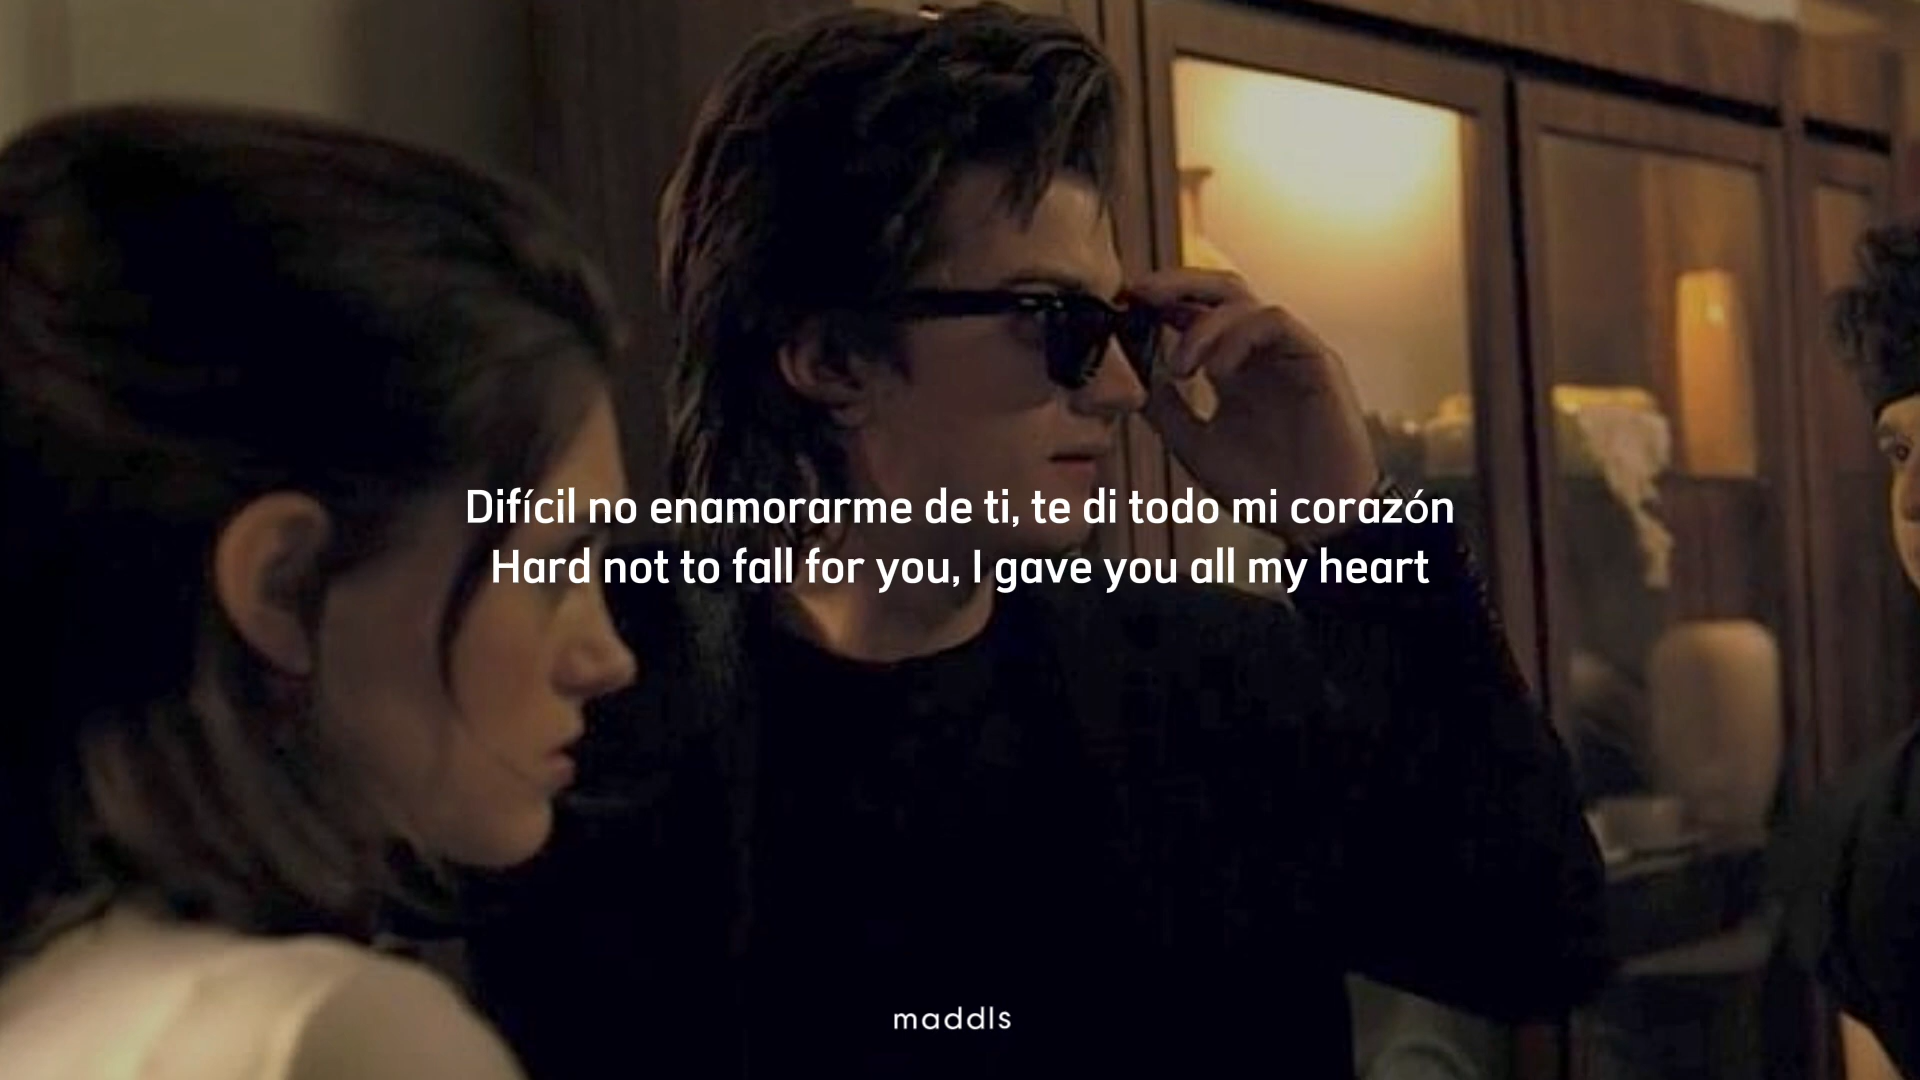 Difícil no enamorarme de ti, te di todo mi corazón
Hard not to fall for you, I gave you all my heart
maddls